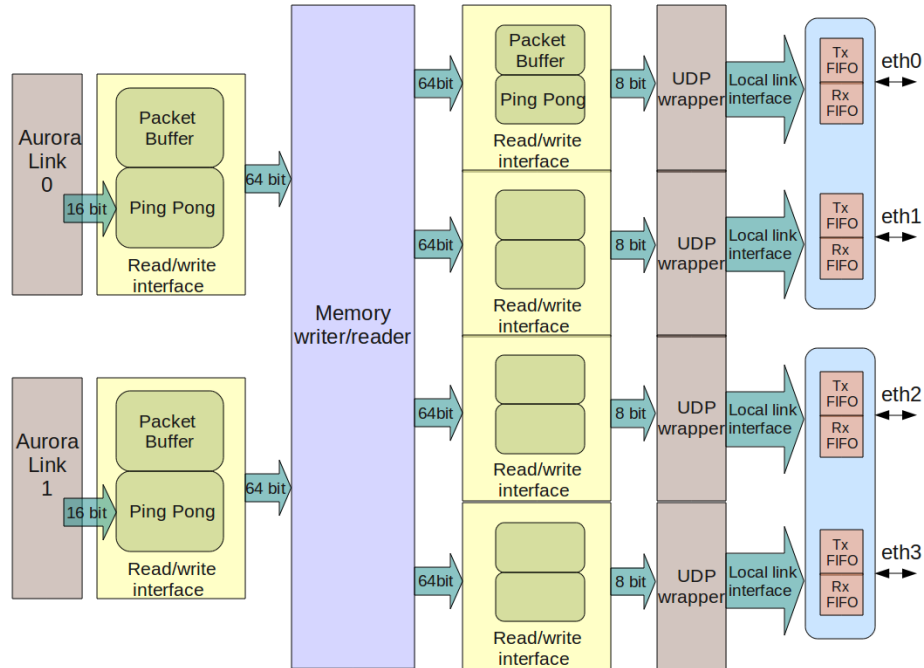 Aurora
Link
0
16 bit
Packet
Buffer
Ping Pong
Read/write
interface
64 bit
Aurora
Link
1
16 bit
Packet
Buffer
Ping Pong
Read/write
interface
64 bit
Memory
writer/reader
64bit
Packet
Buffer
Ping Pong
Read/write
interface
8 bit
UDP
wrapper
Local link
interface
Tx
FIFO
Rx
FIFO
eth0
64bit
Read/write
interface
8 bit
UDP
wrapper
Local link
interface
Tx
FIFO
Rx
FIFO
eth1
64bit
Read/write
interface
8 bit
UDP
wrapper
Local link
interface
Tx
FIFO
Rx
FIFO
eth2
64bit
Read/write
interface
8 bit
UDP
wrapper
Local link
interface
Tx
FIFO
Rx
FIFO
eth3